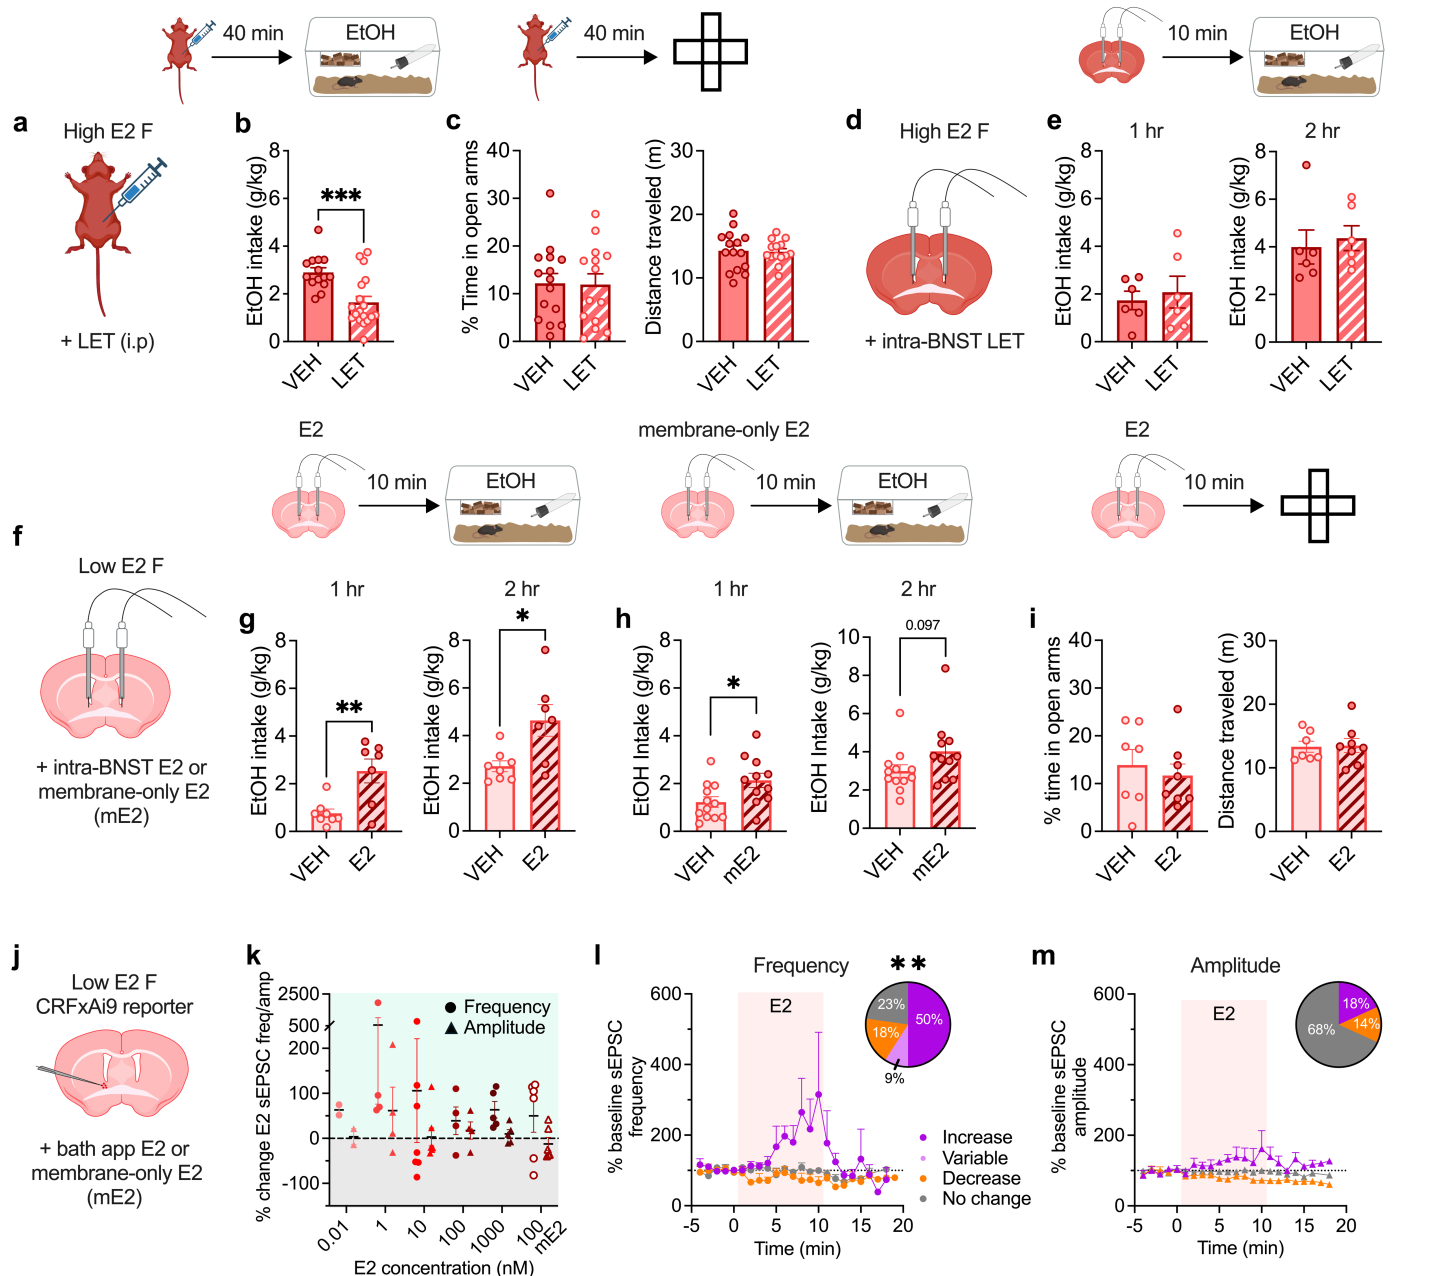 40 min
EtOH
40 min
10 min
EtOH
a
High E2 F
+ LET (i.p)
b
EtOH intake (g/kg)
8
6
4
2
0
***
VEH
LET
c
% Time in open arms
40
30
20
10
0
VEH
LET
Distance traveled (m)
30
20
10
0
VEH
LET
d
High E2 F
+ intra-BNST LET
e
1 hr
EtOH intake (g/kg)
8
6
4
2
0
VEH
LET
2 hr
EtOH intake (g/kg)
8
6
4
2
0
VEH
LET
E2
10 min
EtOH
membrane-only E2
10 min
EtOH
E2
10 min
f
Low E2 F
+ intra-BNST E2 or
membrane-only E2
(mE2)
g
1 hr
EtOH intake (g/kg)
8
6
4
2
0
**
VEH
E2
2 hr
EtOH intake (g/kg)
8
6
4
2
0
*
VEH
E2
h
1 hr
EtOH Intake (g/kg)
8
6
4
2
0
*
VEH
mE2
2 hr
EtOH Intake (g/kg)
10
8
6
4
2
0
0.097
VEH
mE2
i
% time in open arms
40
30
20
10
0
VEH
E2
Distance traveled (m)
30
20
10
0
VEH
E2
j
Low E2 F
CRFxAi9 reporter
+ bath app E2 or
membrane-only E2
(mE2)
k
% change E2 sEPSC freq/amp
2500
500
200
100
0
-100
Frequency
Amplitude
0.01
1
10
100
1000
100
mE2
E2 concentration (nM)
l
Frequency
**
% baseline sEPSC
frequency
600
400
200
0
E2
23%
50%
18%
9%
Increase
Variable
Decrease
No change
-5
0
5
10
15
20
Time (min)
m
Amplitude
% baseline sEPSC
amplitude
600
400
200
0
E2
18%
14%
68%
-5
0
5
10
15
20
Time (min)